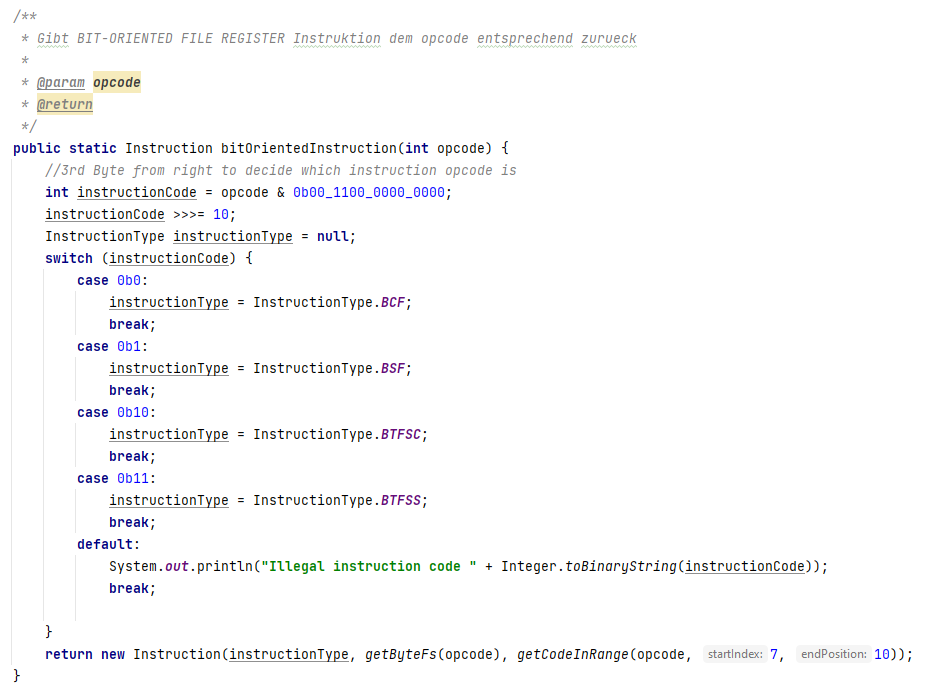 /**
 * Gibt BIT-ORIENTED FILE REGISTER Instruktion dem opcode entsprechend zurueck
 *
 * @param opcode
 * @return
 */
public static Instruction bitOrientedInstruction(int opcode) {
    //3rd Byte from right to decide which instruction opcode is
    int instructionCode = opcode & 0b00_1100_0000_0000;
    instructionCode >>>= 10;
    InstructionType instructionType = null;
    switch (instructionCode) {
        case 0b0:
            instructionType = InstructionType.BCF;
            break;
        case 0b1:
            instructionType = InstructionType.BSF;
            break;
        case 0b10:
            instructionType = InstructionType.BTFSC;
            break;
        case 0b11:
            instructionType = InstructionType.BTFSS;
            break;
        default:
            System.out.println("Illegal instruction code " + Integer.toBinaryString(instructionCode));
            break;
    }
    return new Instruction(instructionType, getByteFs(opcode), getCodeInRange(opcode, startIndex: 7, endPosition: 10));
}